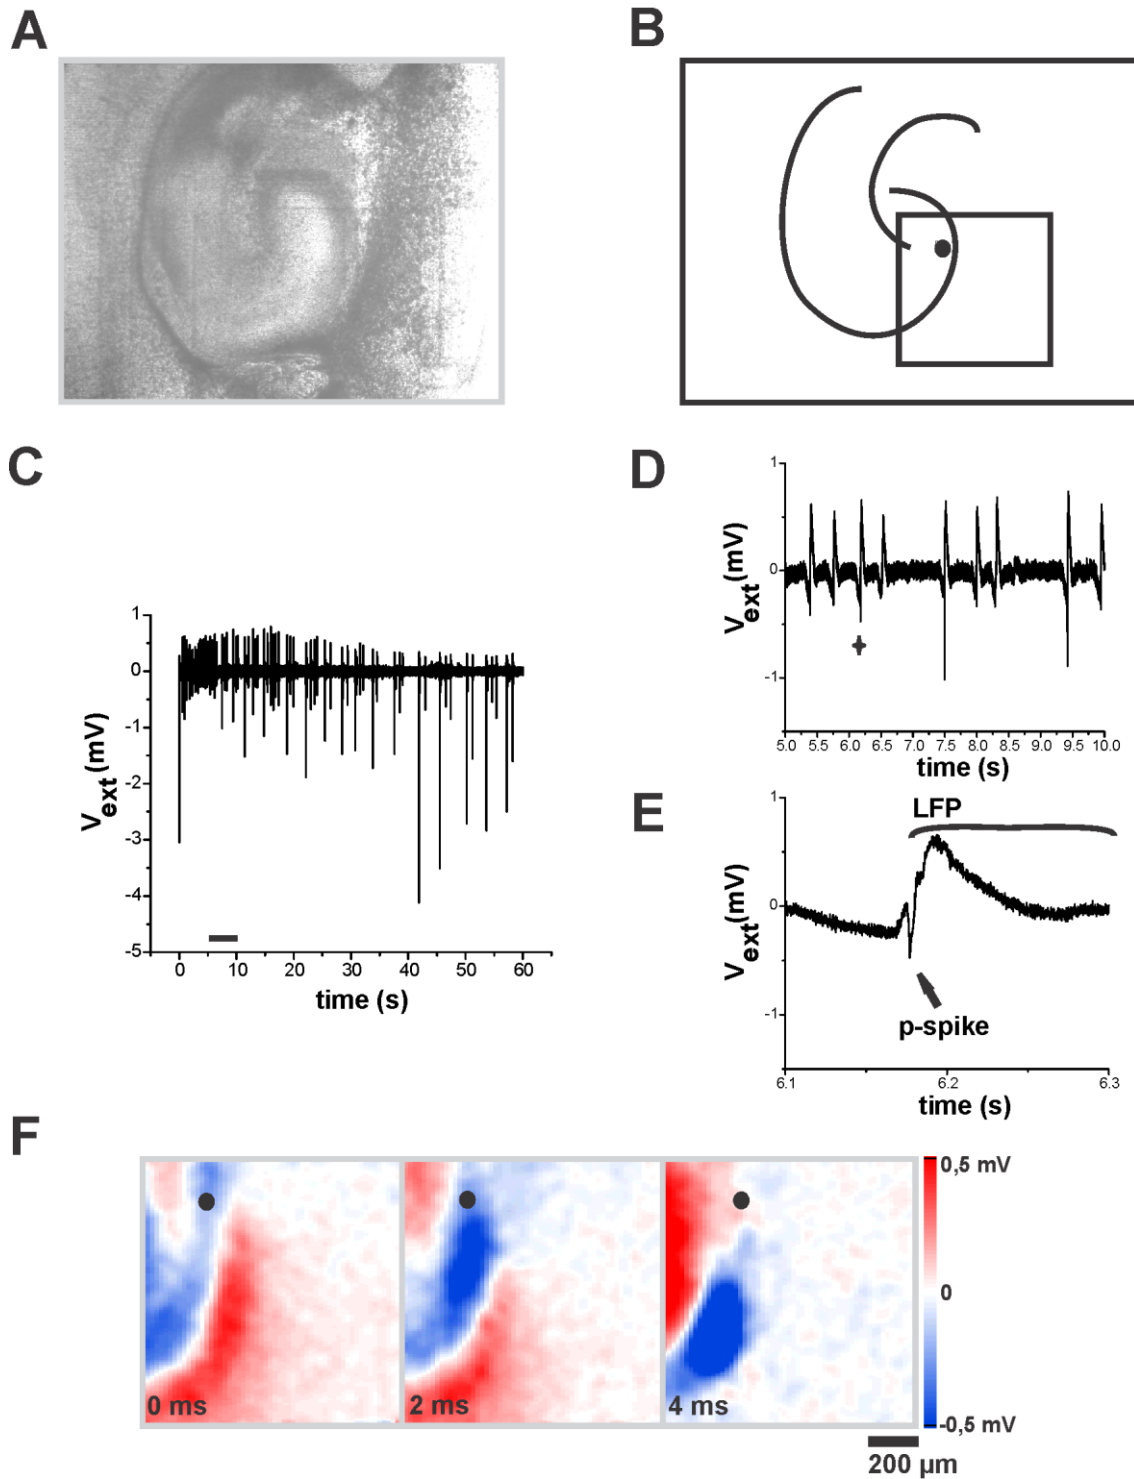 A
B
C
V_ext (mV)
1
0
-1
-2
-3
-4
-5
0 10 20 30 40 50 60
time (s)
D
V_ext (mV)
1
0
-1
5.0 5.5 6.0 6.5 7.0 7.5 8.0 8.5 9.0 9.5 10.0
time (s)
E
LFP
V_ext (mV)
1
0
-1
p-spike
6.1 6.2 6.3
time (s)
F
0 ms
2 ms
4 ms
0,5 mV
0
-0,5 mV
200 µm